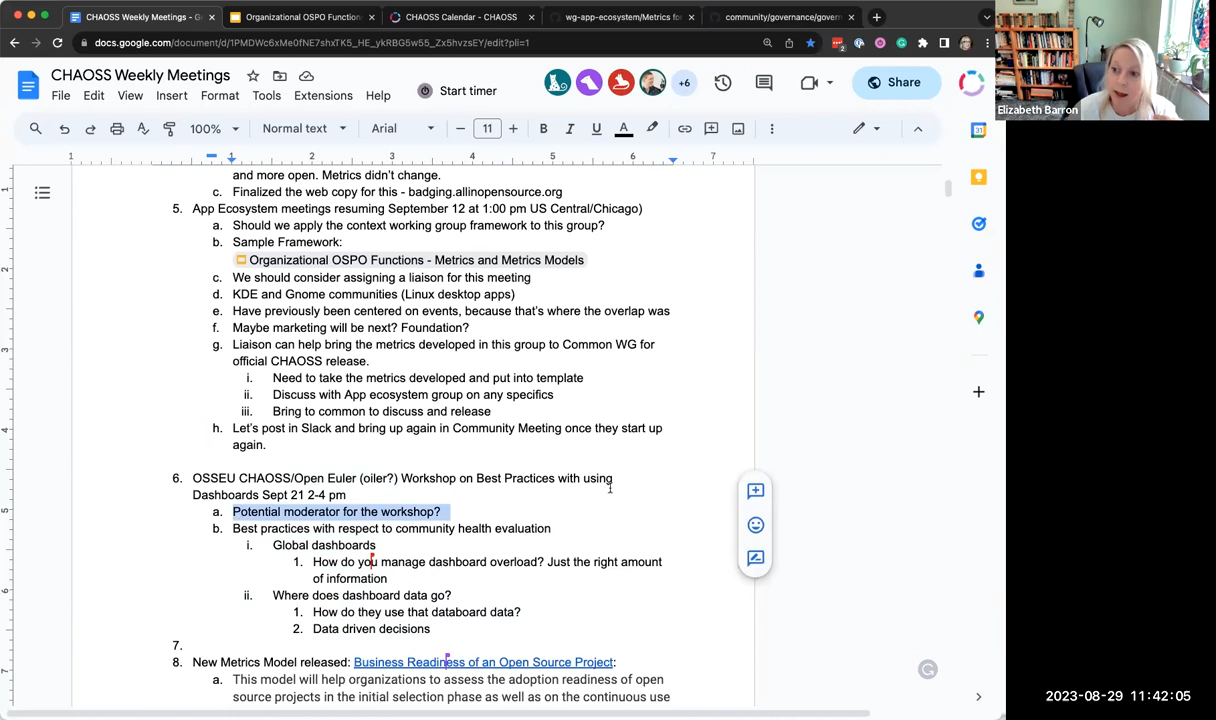 CHAOSS Weekly Meetings - G
Organizational OSPO Function
CHAOSS Calendar - CHAOSS
wg-app-ecosystem/Metrics fo
community/governance/govern
docs.google.com/document/d/1PMDWc6xMe0fNE7shxTK5_HE_ykRBG5w55_Zx5hvzsEY/edit?pli=1
2
CHAOSS Weekly Meetings
File Edit View Insert Format Tools Extensions Help
Start timer
+6
Share
Elizabeth Barron
100% Normal text Arial 11 B I U A
1 1 2 3 4 5 6 7
and more open. Metrics didn't change.
c. Finalized the web copy for this - badging.allinopensource.org
5. App Ecosystem meetings resuming September 12 at 1:00 pm US Central/Chicago)
a. Should we apply the context working group framework to this group?
b. Sample Framework:
Organizational OSPO Functions - Metrics and Metrics Models
c. We should consider assigning a liaison for this meeting
d. KDE and Gnome communities (Linux desktop apps)
e. Have previously been centered on events, because that's where the overlap was
f. Maybe marketing will be next? Foundation?
g. Liaison can help bring the metrics developed in this group to Common WG for
official CHAOSS release.
i. Need to take the metrics developed and put into template
ii. Discuss with App ecosystem group on any specifics
iii. Bring to common to discuss and release
h. Let's post in Slack and bring up again in Community Meeting once they start up
again.
6. OSSEU CHAOSS/Open Euler (oiler?) Workshop on Best Practices with using
Dashboards Sept 21 2-4 pm
a. Potential moderator for the workshop?
b. Best practices with respect to community health evaluation
i. Global dashboards
1. How do you manage dashboard overload? Just the right amount
of information
ii. Where does dashboard data go?
1. How do they use that databoard data?
2. Data driven decisions
7.
8. New Metrics Model released: Business Readiness of an Open Source Project:
a. This model will help organizations to assess the adoption readiness of open
source projects in the initial selection phase as well as on the continuous use
2023-08-29 11:42:05